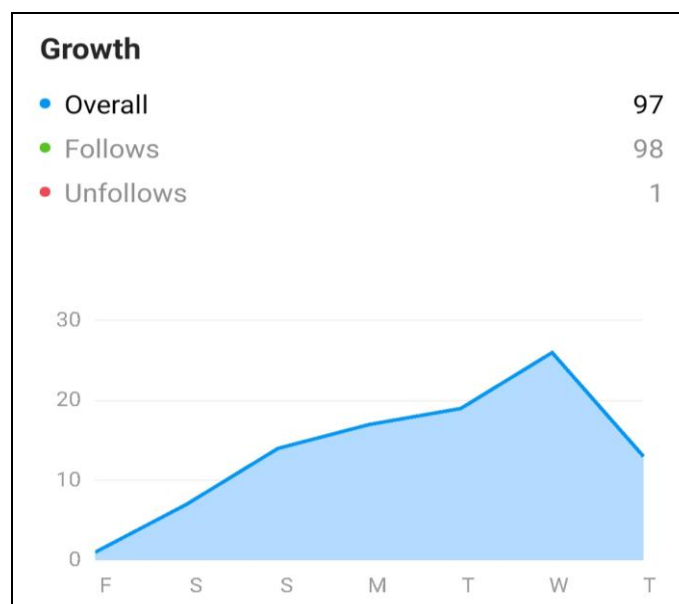 Growth
Overall 97
Follows 98
Unfollows 1
30
20
10
0
F S S M T W T